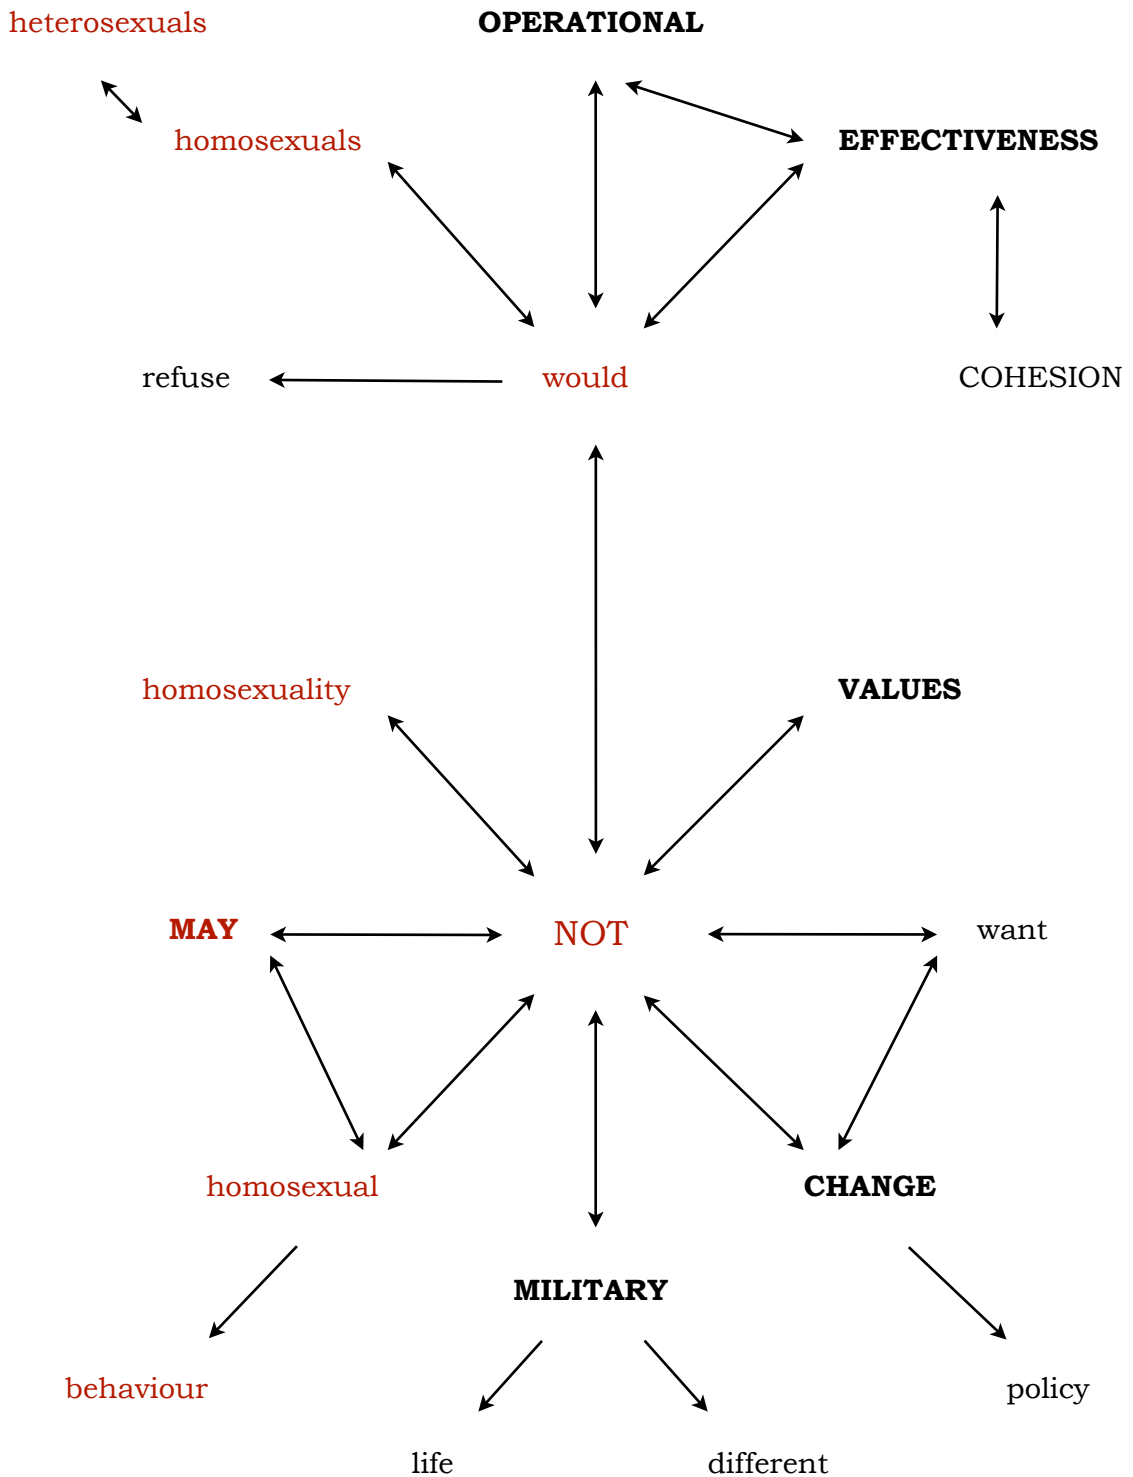 heterosexuals
OPERATIONAL
homosexuals
EFFECTIVENESS
refuse
would
COHESION
homosexuality
VALUES
MAY
NOT
want
homosexual
CHANGE
MILITARY
behaviour
policy
life
different